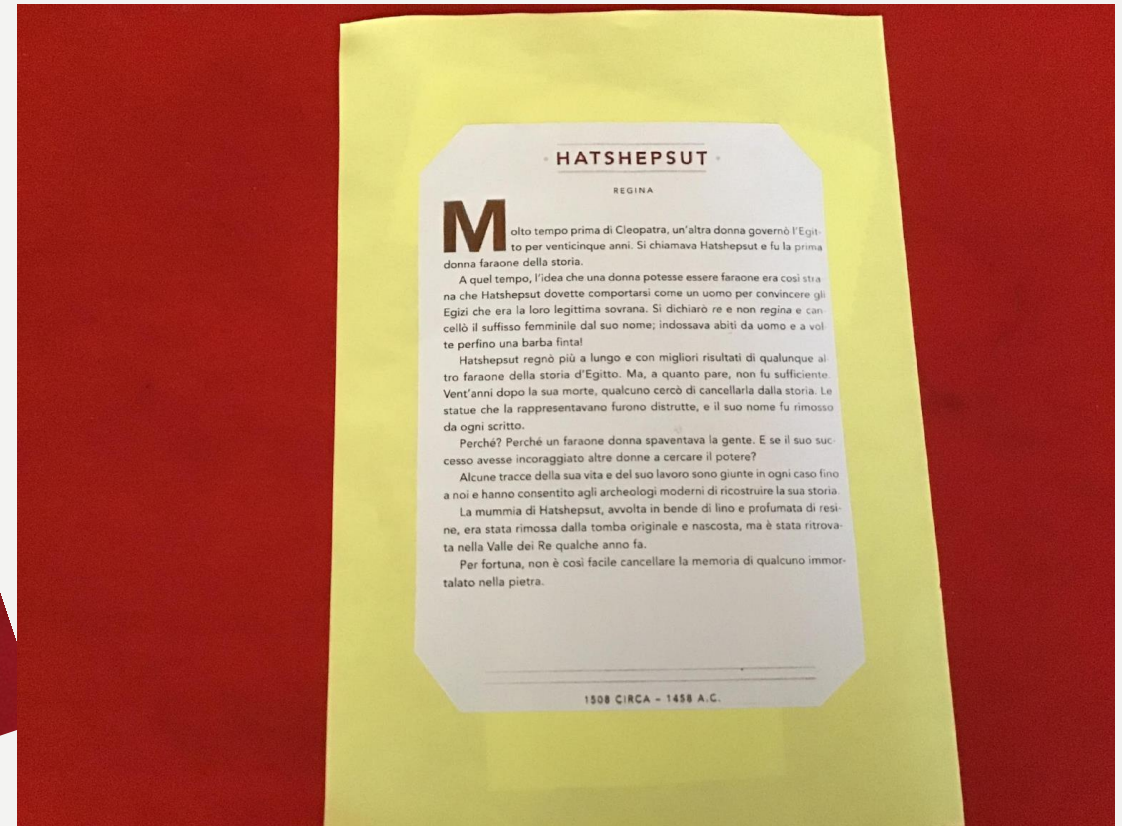 HATSHEPSUT
REGINA
Molto tempo prima di Cleopatra, un'altra donna governò l'Egit-
to per venticinque anni. Si chiamava Hatshepsut e fu la prima
donna faraone della storia.
A quel tempo, l'idea che una donna potesse essere faraone era così stra-
na che Hatshepsut dovette comportarsi come un uomo per convincere gli
Egizi che era la loro legittima sovrana. Si dichiarò re e non regina e can-
cellò il suffisso femminile dal suo nome; indossava abiti da uomo e a vol-
te perfino una barba finta!
Hatshepsut regnò più a lungo e con migliori risultati di qualunque al-
tro faraone della storia d'Egitto. Ma, a quanto pare, non fu sufficiente.
Vent'anni dopo la sua morte, qualcuno cercò di cancellarla dalla storia. Le
statue che la rappresentavano furono distrutte, e il suo nome fu rimosso
da ogni scritto.
Perché? Perché un faraone donna spaventava la gente. E se il suo suc-
cesso avesse incoraggiato altre donne a cercare il potere?
Alcune tracce della sua vita e del suo lavoro sono giunte in ogni caso fino
a noi e hanno consentito agli archeologi moderni di ricostruire la sua storia.
La mummia di Hatshepsut, avvolta in bende di lino e profumata di resi-
ne, era stata rimossa dalla tomba originale e nascosta, ma è stata ritrova-
ta nella Valle dei Re qualche anno fa.
Per fortuna, non è così facile cancellare la memoria di qualcuno immor-
talato nella pietra.
1508 CIRCA – 1458 A.C.